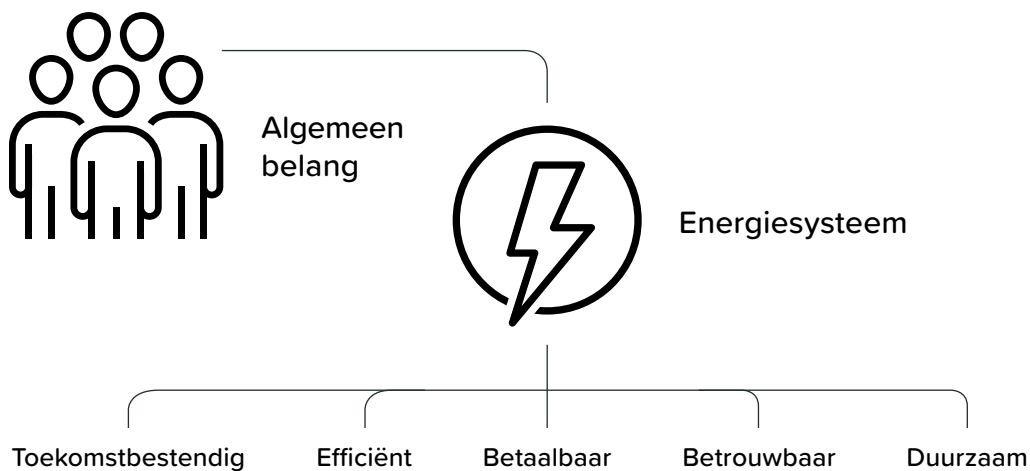 Algemeen
belang
Energiesysteem
Toekomstbestendig
Efficiënt
Betaalbaar
Betrouwbaar
Duurzaam